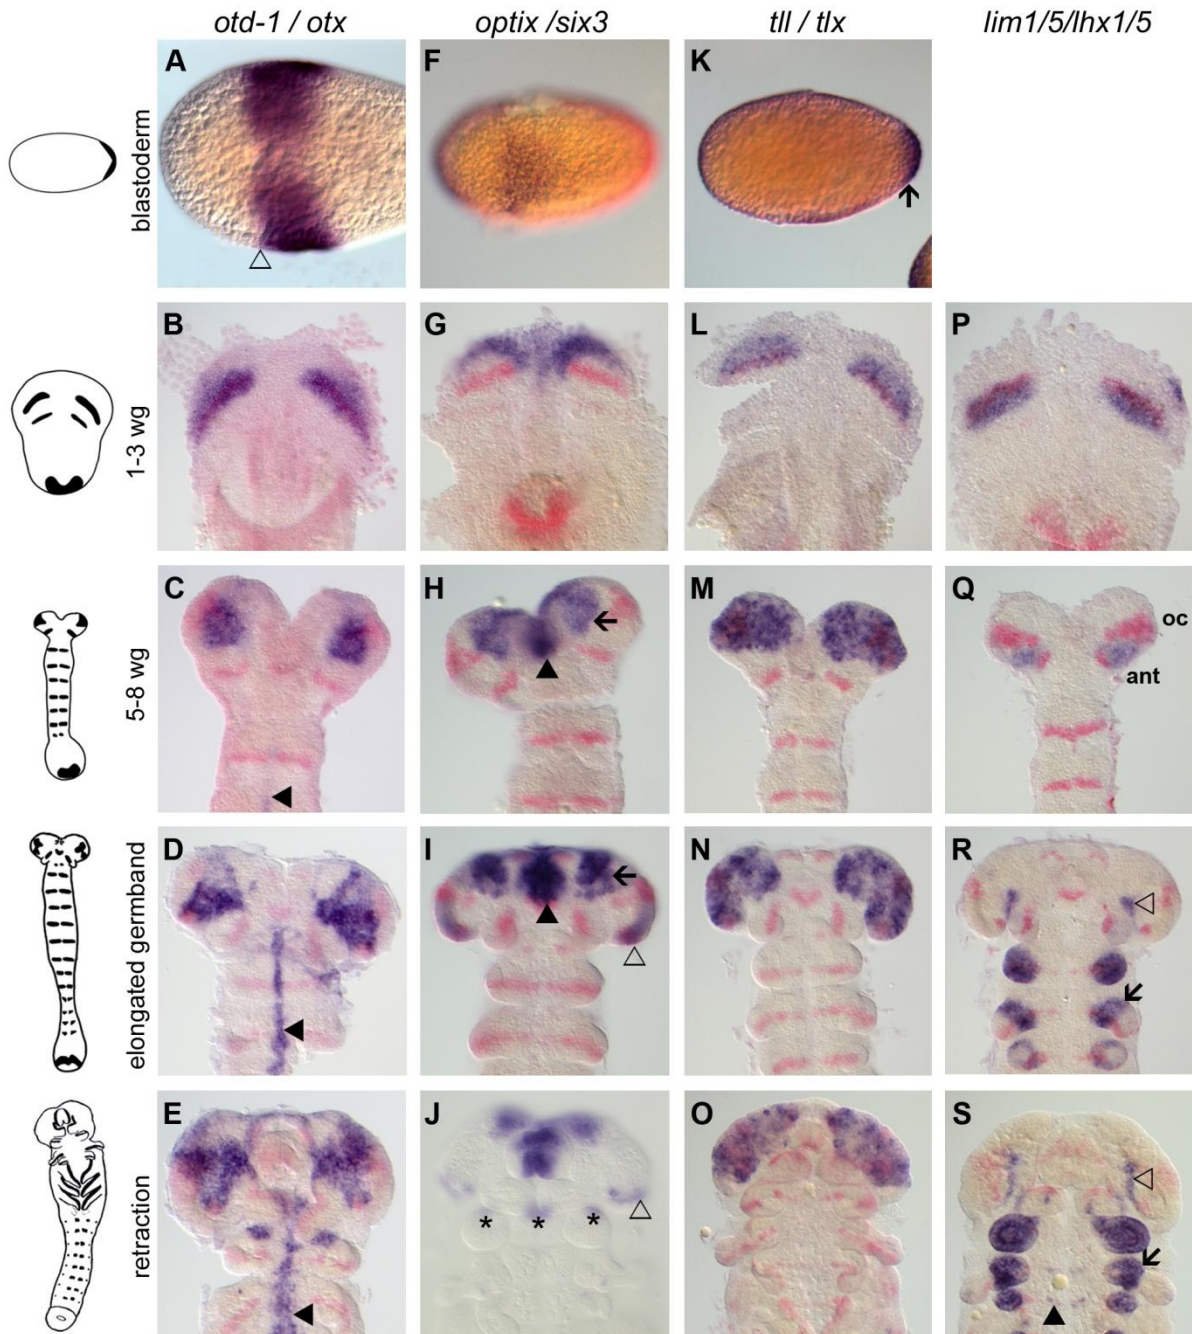 otd-1 / otx optix /six3 tll / tlx lim1/5/lhx1/5
blastoderm A F K
1-3 wg B G L P
5-8 wg C H M Q
oc
ant
elongated germband D I N R
retraction E J O S
* * *